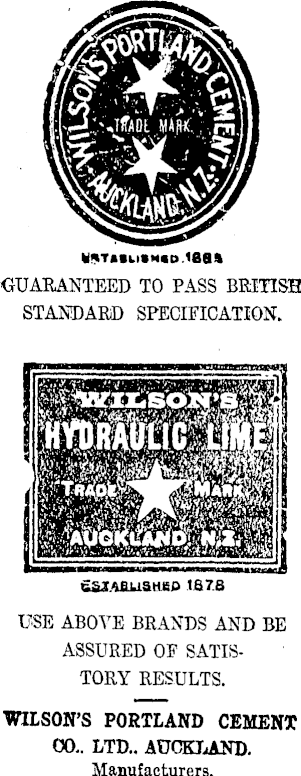 WILSON'S PORTLAND CEMENT
TRADE MARK
AUCKLAND, N.Z.
ESTABLISHED
GUARANTEED TO PASS BRITISH
STANDARD SPECIFICATION.
WILSON'S
HYDRAULIC LIME
TRADE MARK
AUCKLAND N.Z.
ESTABLISHED 1878
USE ABOVE BRANDS AND BE
ASSURED OF SATIS-
TORY RESULTS.
WILSON'S PORTLAND CEMENT
CO.. LTD.. AUCKLAND.
Manufacturers.